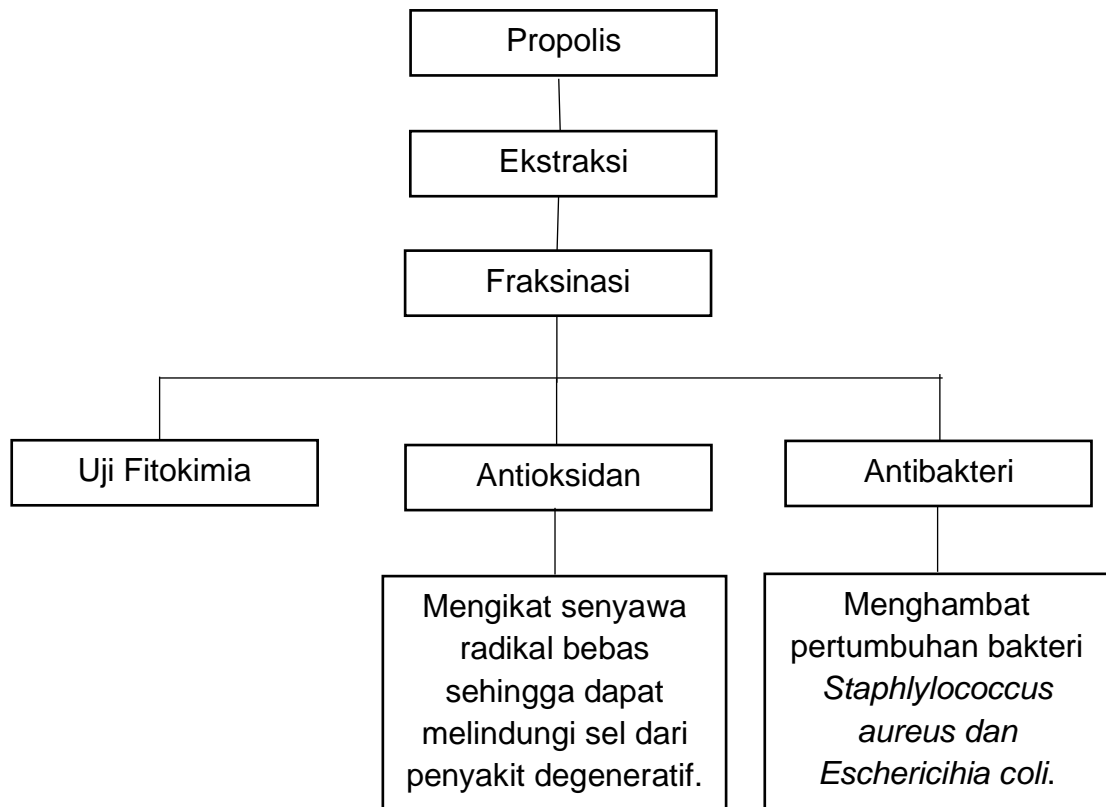 Propolis
Ekstraksi
Fraksinasi
Uji Fitokimia
Antioksidan
Antibakteri
Mengikat senyawa
radikal bebas
sehingga dapat
melindungi sel dari
penyakit degeneratif.
Menghambat
pertumbuhan bakteri
Staphlylococcus
aureus dan
Eschericihia coli.